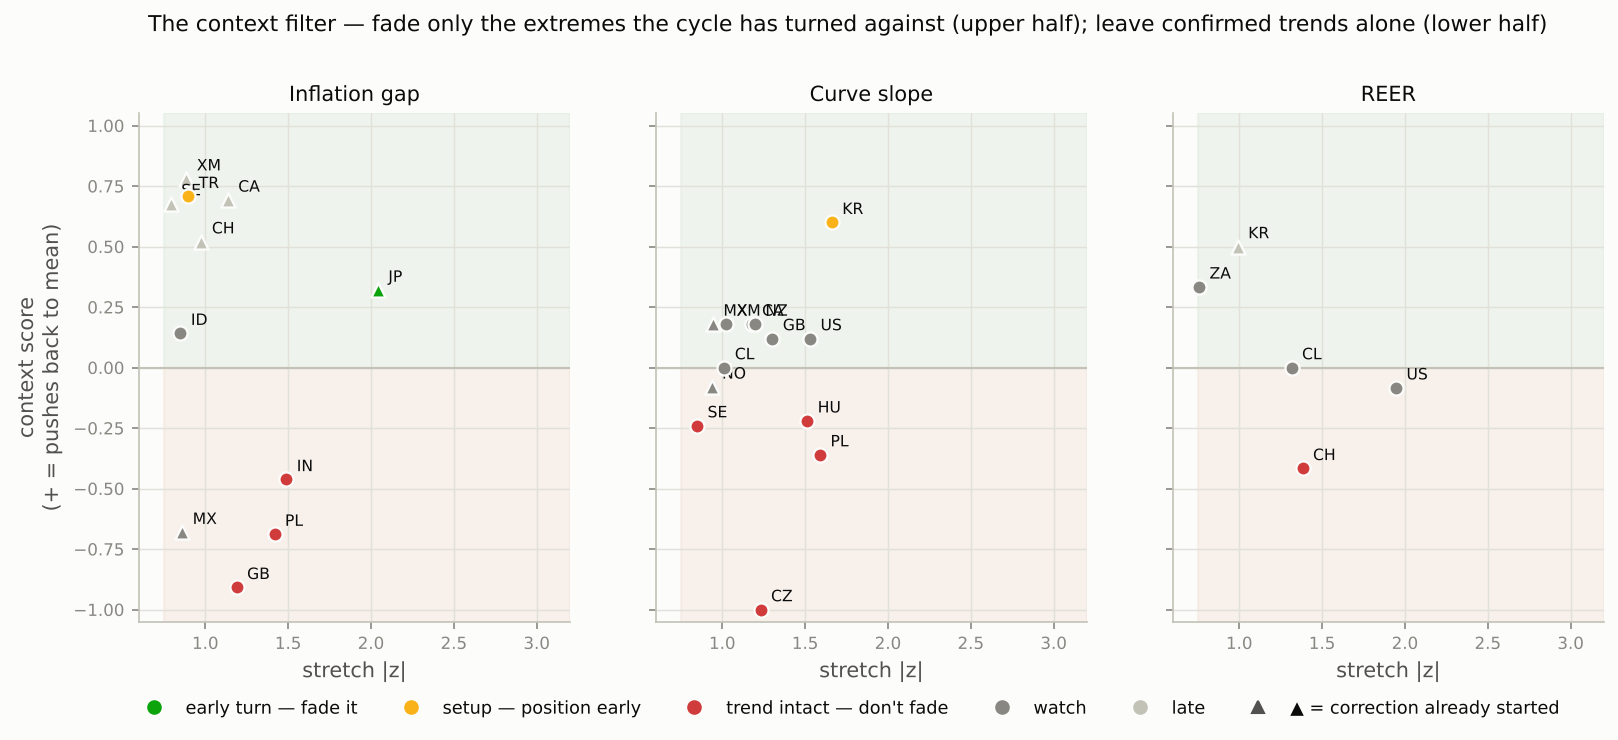 The context filter — fade only the extremes the cycle has turned against (upper half); leave confirmed trends alone (lower half)
Inflation gap
Curve slope
REER
context score
(+ = pushes back to mean)
1.00
0.75
0.50
0.25
0.00
−0.25
−0.50
−0.75
−1.00
XM
SE
TR
CA
CH
JP
ID
IN
MX
PL
GB
1.0 1.5 2.0 2.5 3.0
stretch |z|
KR
MX
XM
CA
NZ
GB
US
CL
NO
SE
HU
PL
CZ
1.0 1.5 2.0 2.5 3.0
stretch |z|
KR
ZA
CL
US
CH
1.0 1.5 2.0 2.5 3.0
stretch |z|
early turn — fade it
setup — position early
trend intact — don't fade
watch
late
▲ = correction already started